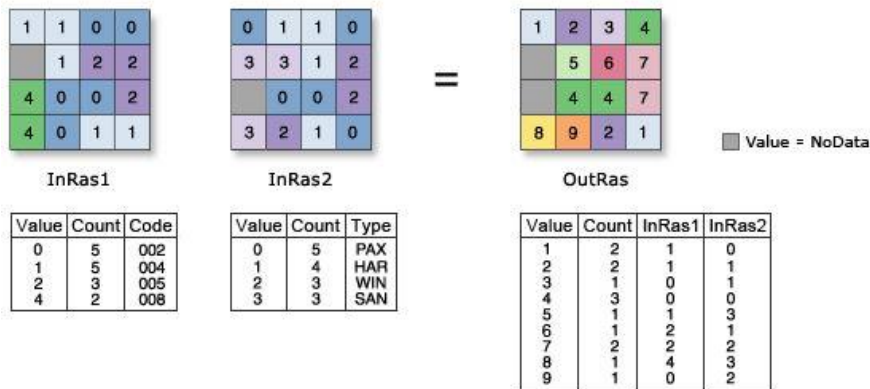 1 1 0 0
1 2 2
4 0 0 2
4 0 1 1
InRas1
0 1 1 0
3 3 1 2
0 0 2
3 2 1 0
InRas2
=
1 2 3 4
5 6 7
4 4 7
8 9 2 1
OutRas
Value = NoData
Value Count Code
0 5 002
1 5 004
2 3 005
4 2 008
Value Count Type
0 5 PAX
1 4 HAR
2 3 WIN
3 3 SAN
Value Count InRas1 InRas2
1 2 1 0
2 2 1 1
3 1 0 1
4 3 0 0
5 1 1 3
6 1 2 1
7 2 2 2
8 1 4 3
9 1 0 2